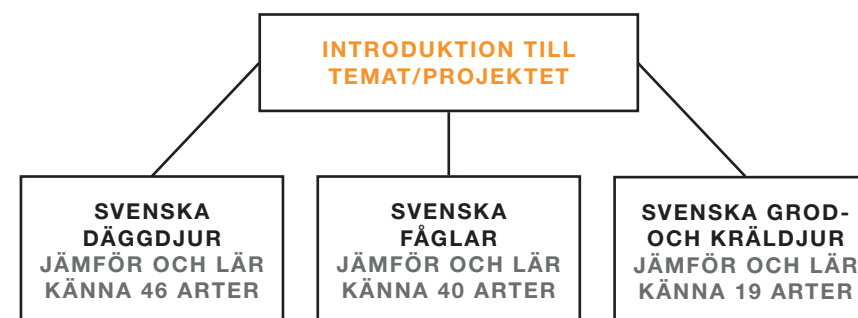 INTRODUKTION TILL
TEMAT/PROJEKTET
SVENSKA
DÄGGDJUR
JÄMFÖR OCH LÄR
KÄNNA 46 ARTER
SVENSKA
FÅGLAR
JÄMFÖR OCH LÄR
KÄNNA 40 ARTER
SVENSKA GROD-
OCH KRÄLDJUR
JÄMFÖR OCH LÄR
KÄNNA 19 ARTER